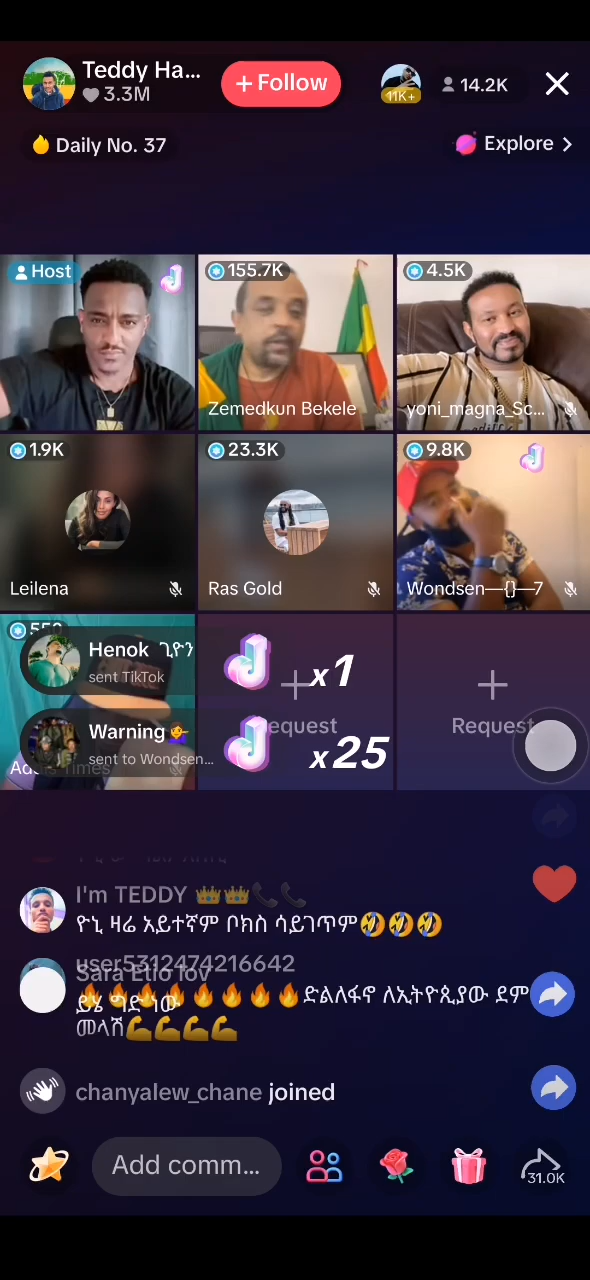 Teddy Ha...
3.3M
+ Follow
11K+
14.2K
Daily No. 37
Explore >
Host
155.7K
4.5K
Zemedkun Bekele
yoni_magna_Sc...
1.9K
23.3K
9.8K
Leilena
Ras Gold
Wondsen—{}—7
Henok ጊዮን
sent TikTok
x1
Request
Warning
sent to Wondsen...
x25
I'm TEDDY
ዮኒ ዛሬ አይተኛም ቦክስ ሳይገጥም
user5312474216642
ድልለፋኖ ለኢትዮጲያው ደም
መላሽ
ይሄ ግድ ነው
chanyalew_chane joined
Add comm...
31.0K